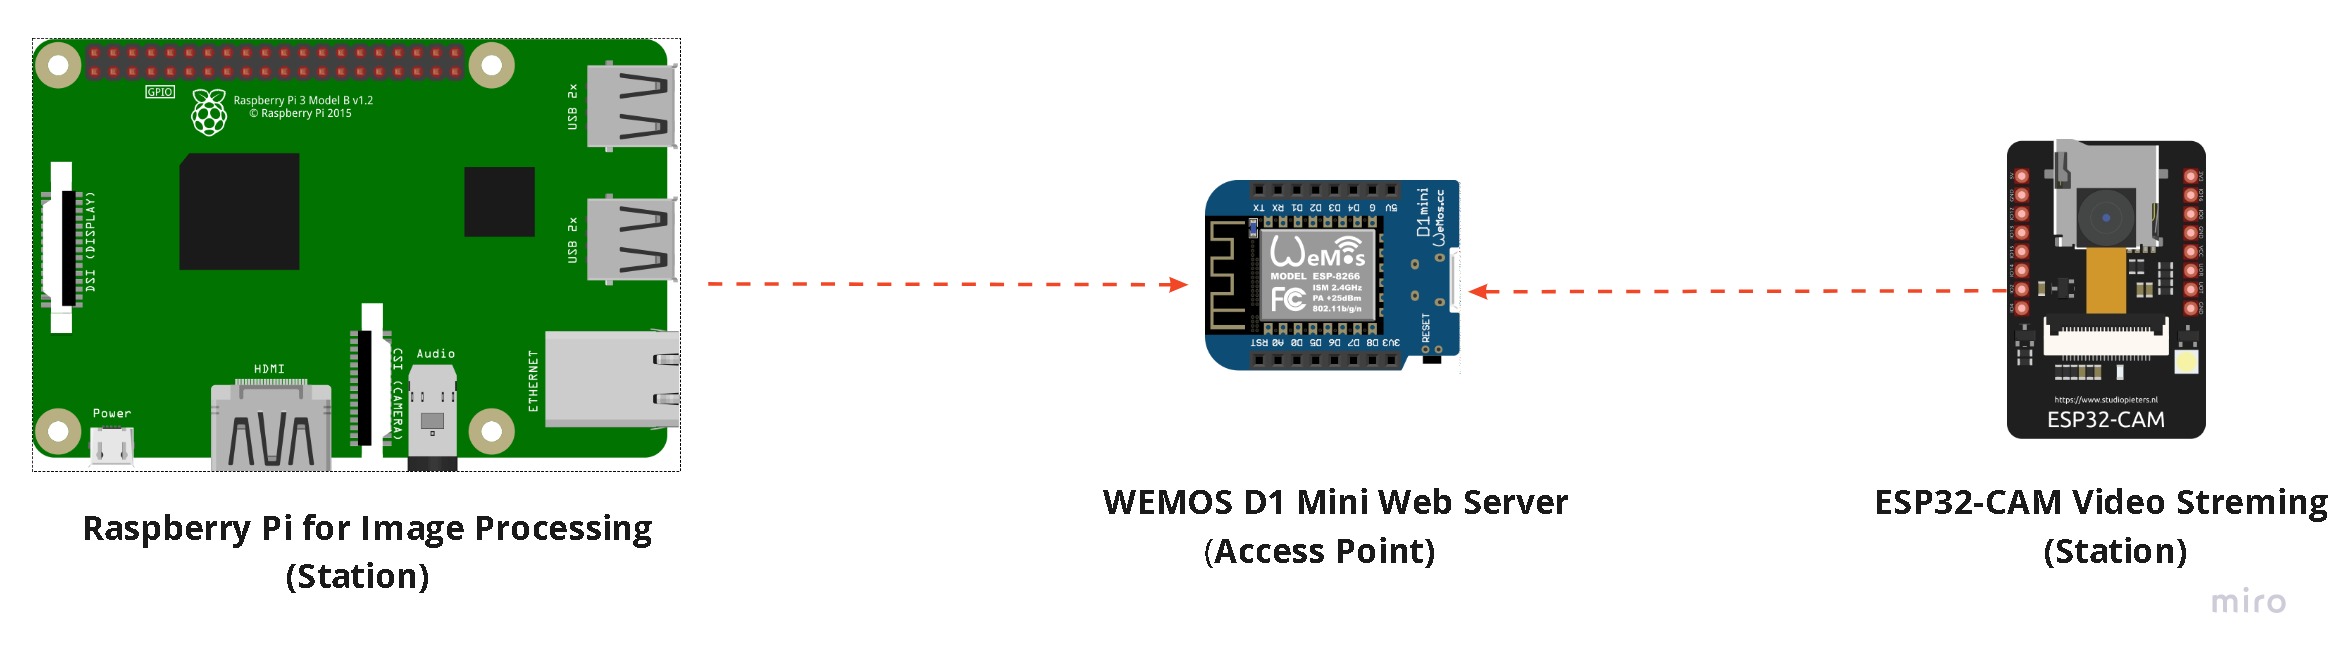 GPIO
Raspberry Pi 3 Model B v1.2
© Raspberry Pi 2015
USB 2x
USB 2x
DSI (DISPLAY)
CSI (CAMERA)
Audio
ETHERNET
HDMI
Power
TX RX D1 D2 D3 D4 G 5V
D1mini
WeMos.cc
WeMos
MODEL ESP-8266
ISM 2.4GHz
PA +25dBm
802.11b/g/n
FC
RST A0 D0 D5 D6 D7 D8 3V3
RESET
https://www.studiopieters.nl
ESP32-CAM
Raspberry Pi for Image Processing
(Station)
WEMOS D1 Mini Web Server
(Access Point)
ESP32-CAM Video Streming
(Station)
miro